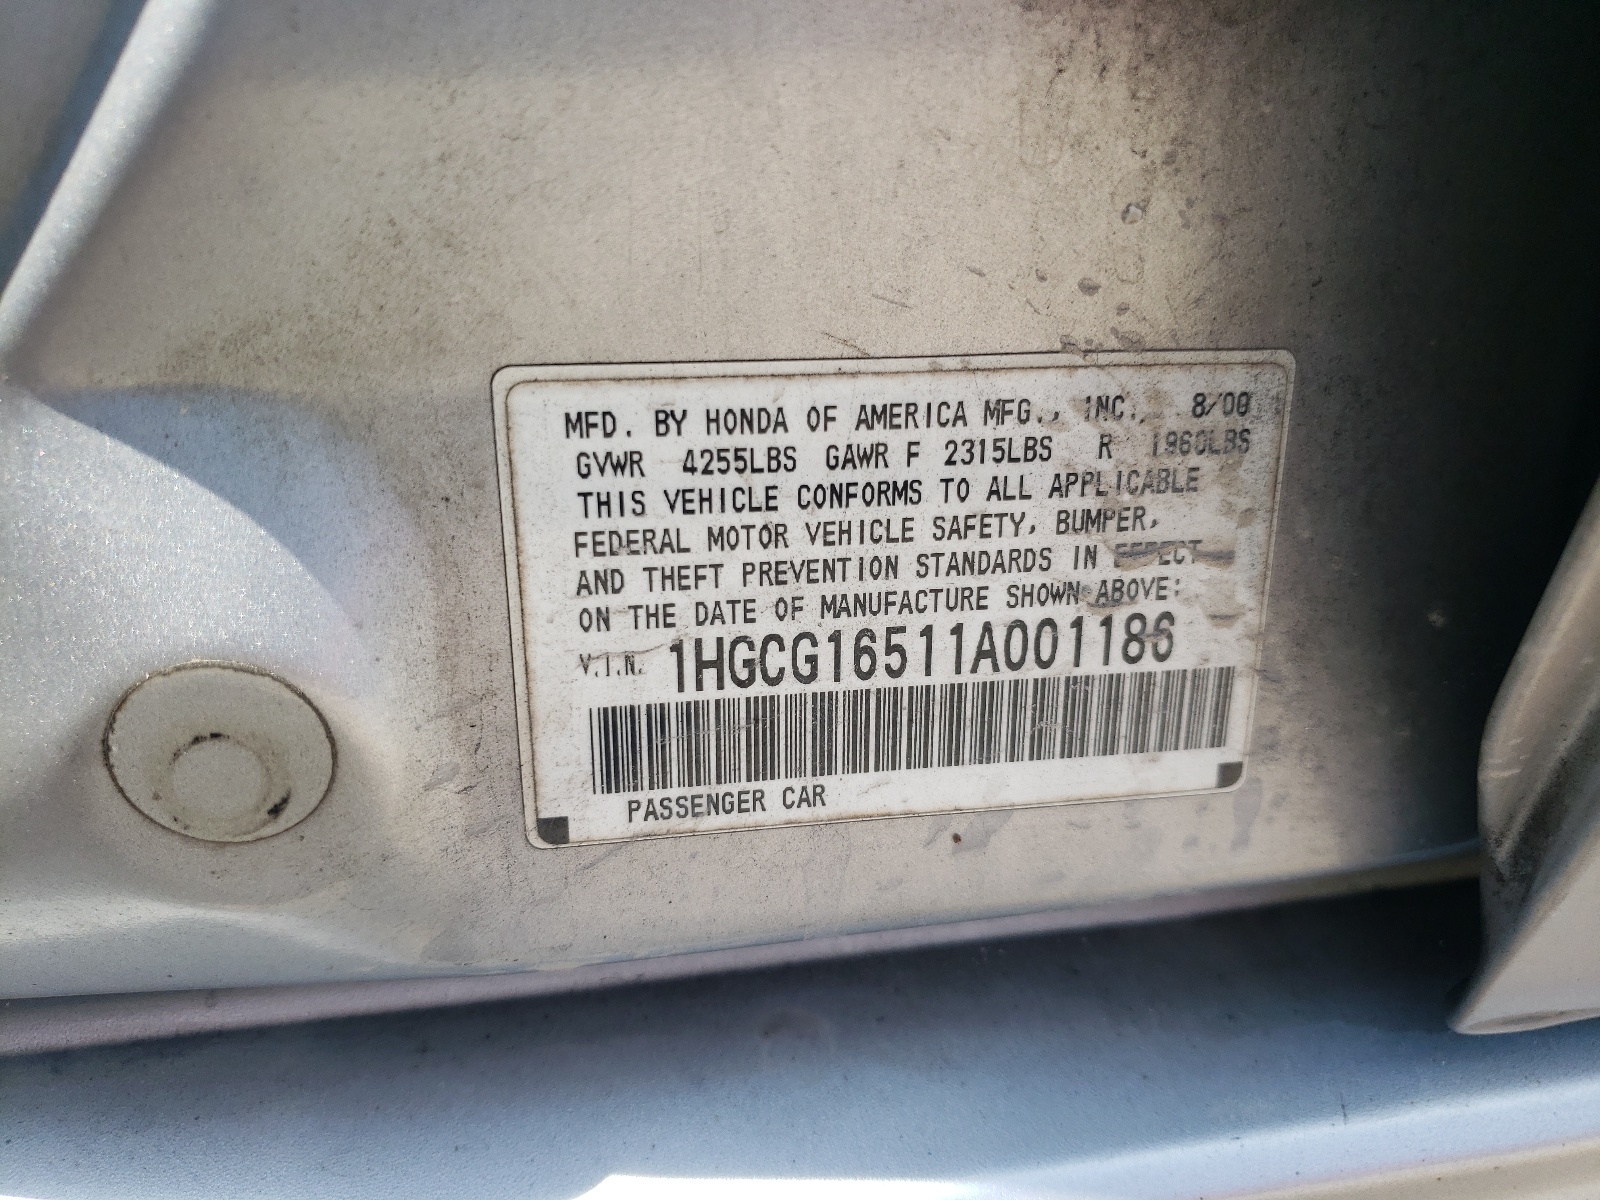 MFD. BY HONDA OF AMERICA MFG., INC. 8/00
GVWR 4255LBS GAWR F 2315LBS R 1960LBS
THIS VEHICLE CONFORMS TO ALL APPLICABLE
FEDERAL MOTOR VEHICLE SAFETY, BUMPER,
AND THEFT PREVENTION STANDARDS IN EFFECT
ON THE DATE OF MANUFACTURE SHOWN ABOVE:
V.I.N. 1HGCG16511A001186
PASSENGER CAR